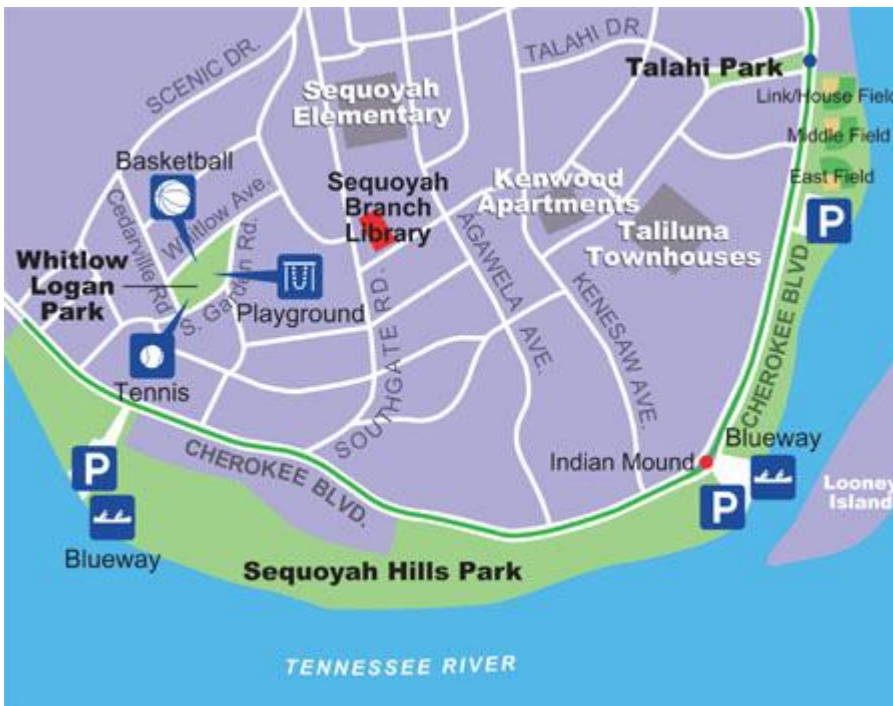 SCENIC DR.
TALAHI DR.
Talahi Park
Sequoyah
Elementary
Link/House Field
Middle Field
East Field
Basketball
Sequoyah
Branch
Library
Kenwood
Apartments
Taliluna
Townhouses
P
Cedarville Rd.
Whitlow Ave.
S. Garden Rd.
Whitlow
Logan
Park
Playground
Tennis
SOUTHGATE RD.
AGAWELA AVE.
KENESAW AVE.
CHEROKEE BLVD
Blueway
Indian Mound
P
Looney
Island
CHEROKEE BLVD.
P
Blueway
Sequoyah Hills Park
TENNESSEE RIVER